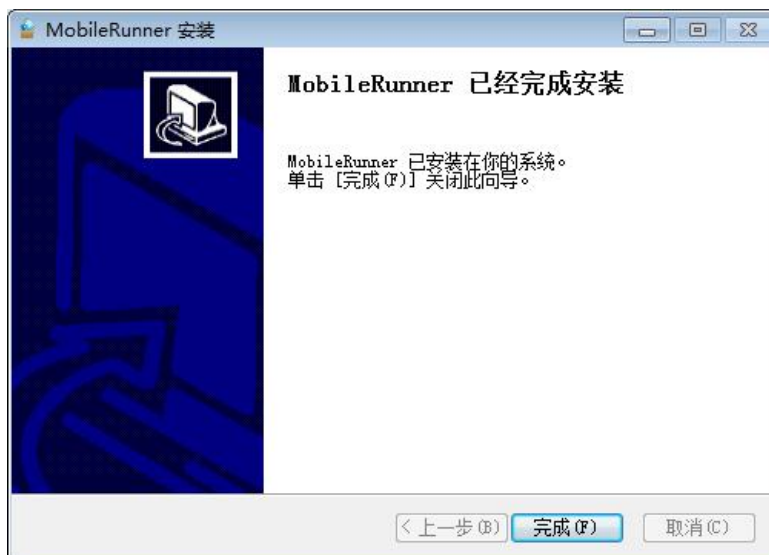 MobileRunner 安装
MobileRunner 已经完成安装
MobileRunner 已安装在你的系统。
单击 [完成(F)] 关闭此向导。
< 上一步(B) 完成(F) 取消(C)